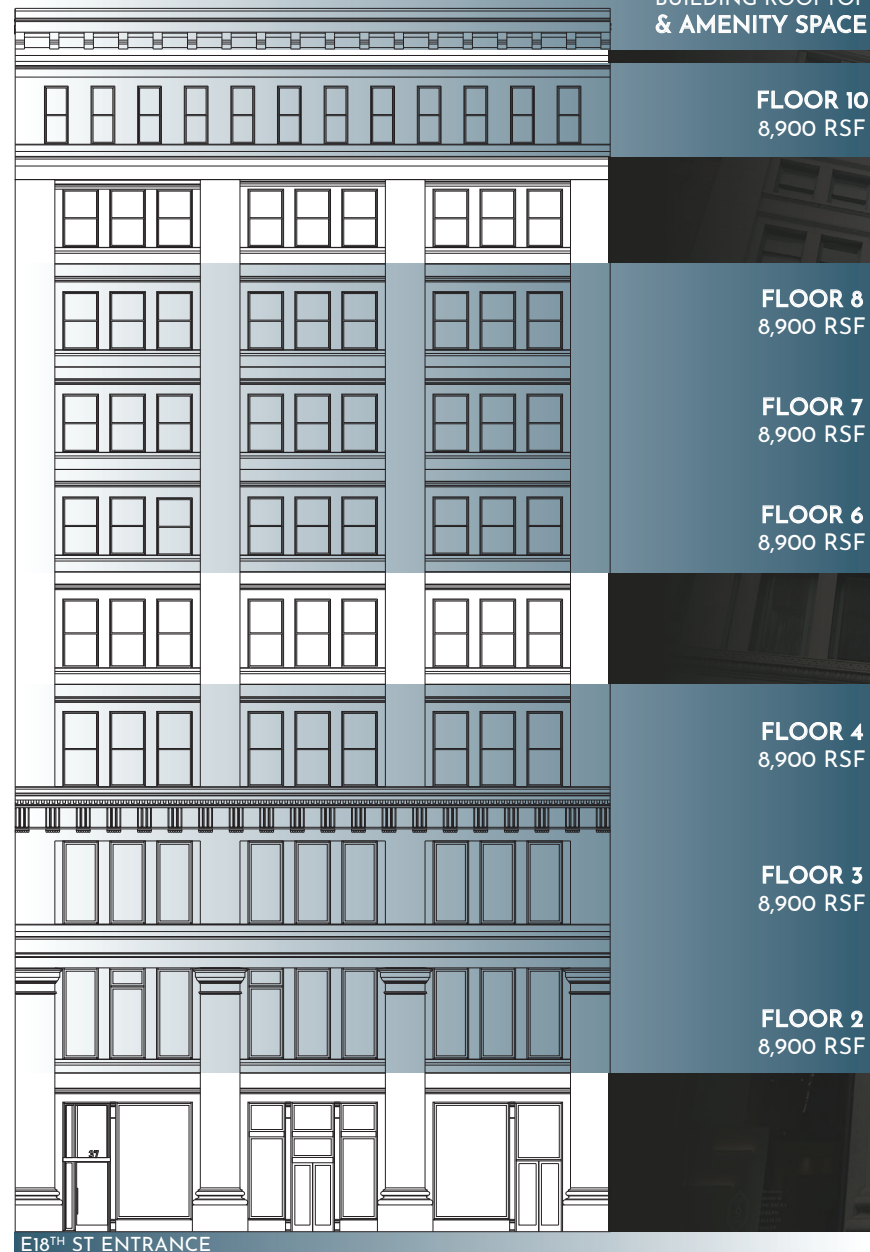 BUILDING ROOFTOP
& AMENITY SPACE
FLOOR 10
8,900 RSF
FLOOR 8
8,900 RSF
FLOOR 7
8,900 RSF
FLOOR 6
8,900 RSF
FLOOR 4
8,900 RSF
FLOOR 3
8,900 RSF
FLOOR 2
8,900 RSF
37
E18TH ST ENTRANCE